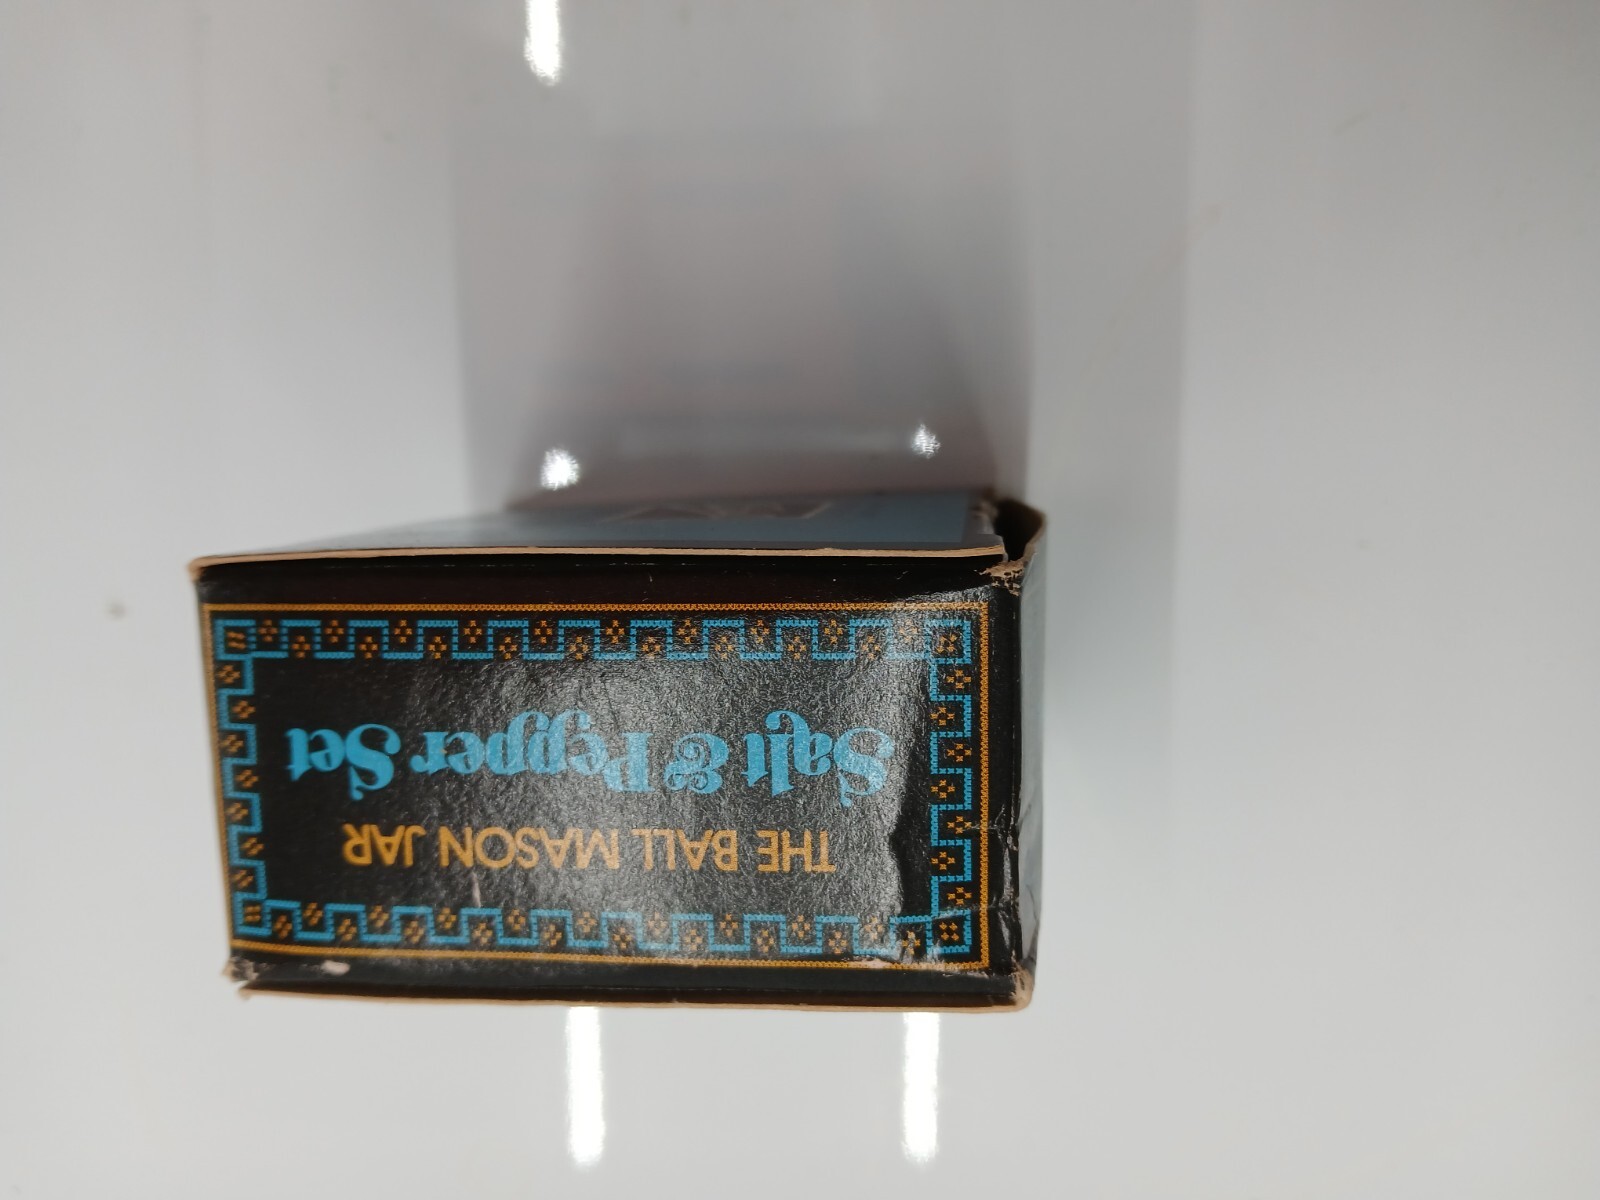 THE BALL MASON JAR
Salt & Pepper Set